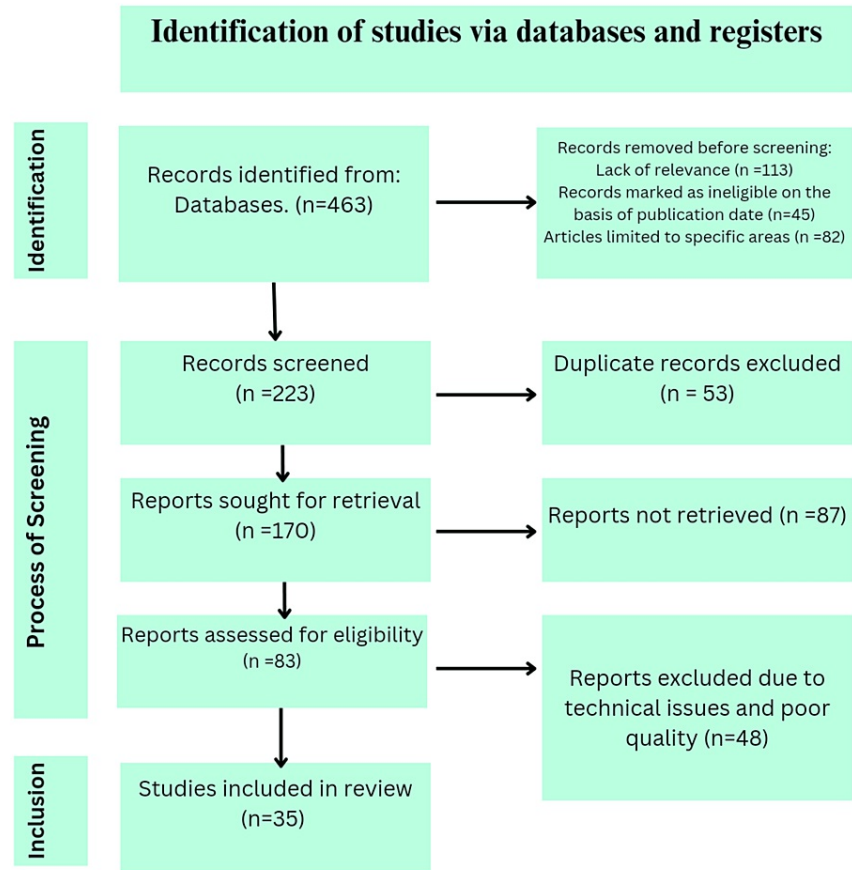 Identification of studies via databases and registers
Identification
Records identified from:
Databases. (n=463)
Records removed before screening:
Lack of relevance (n =113)
Records marked as ineligible on the
basis of publication date (n=45)
Articles limited to specific areas (n =82)
Process of Screening
Records screened
(n =223)
Duplicate records excluded
(n = 53)
Reports sought for retrieval
(n =170)
Reports not retrieved (n =87)
Reports assessed for eligibility
(n =83)
Reports excluded due to
technical issues and poor
quality (n=48)
Inclusion
Studies included in review
(n=35)